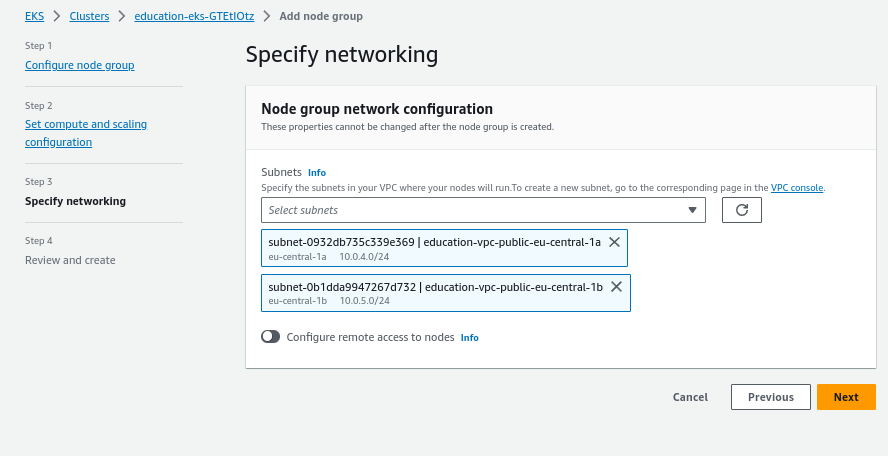 EKS > Clusters > education-eks-GTEtIOtz > Add node group
Step 1
Configure node group
Step 2
Set compute and scaling
configuration
Step 3
Specify networking
Step 4
Review and create
Specify networking
Node group network configuration
These properties cannot be changed after the node group is created.
Subnets Info
Specify the subnets in your VPC where your nodes will run.To create a new subnet, go to the corresponding page in the VPC console.
Select subnets
subnet-0932db735c339e369 | education-vpc-public-eu-central-1a
eu-central-1a 10.0.4.0/24
subnet-0b1dda9947267d732 | education-vpc-public-eu-central-1b
eu-central-1b 10.0.5.0/24
Configure remote access to nodes Info
Cancel Previous Next